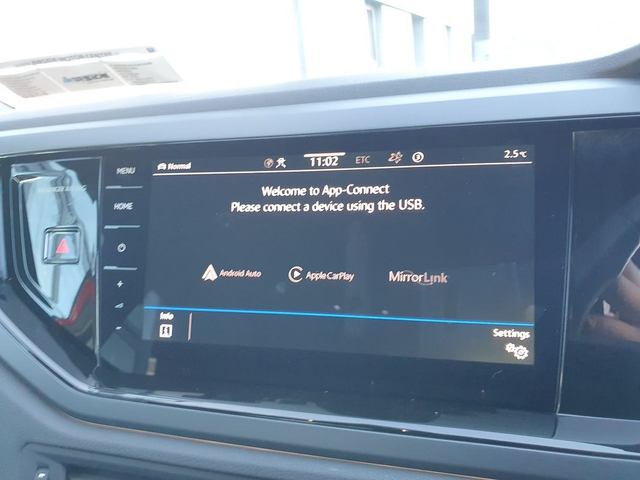 MENU
HOME
Normal
11:02
ETC
3
2.5°C
Welcome to App-Connect
Please connect a device using the USB.
Android Auto
Apple CarPlay
MirrorLink
Info
Settings